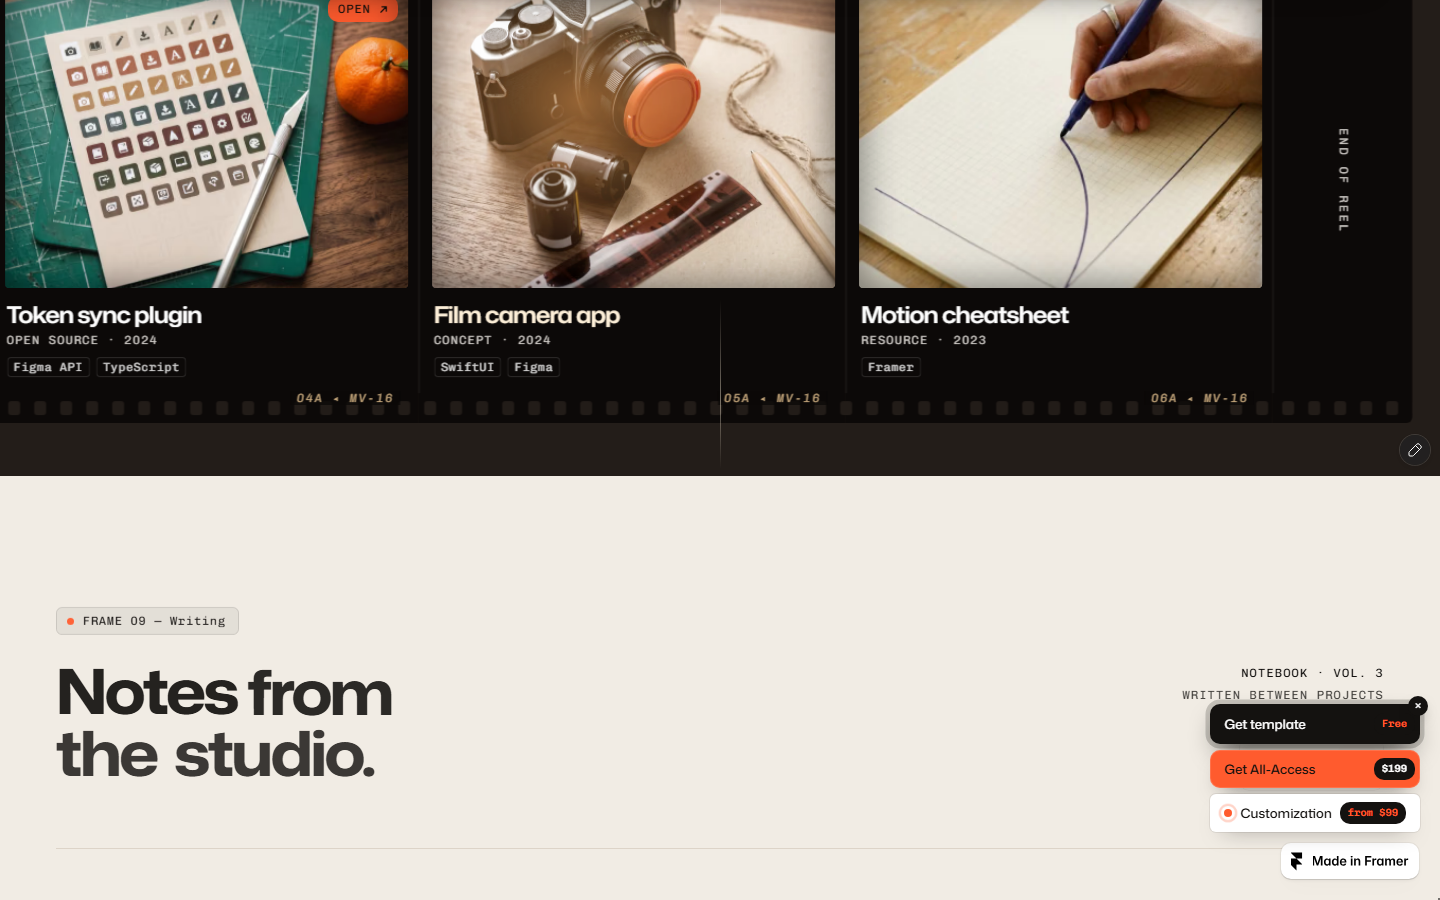 OPEN ↗
END OF REEL
Token sync plugin
OPEN SOURCE · 2024
Figma API
TypeScript
04A ◂ MV-16
Film camera app
CONCEPT · 2024
SwiftUI
Figma
05A ◂ MV-16
Motion cheatsheet
RESOURCE · 2023
Framer
06A ◂ MV-16
FRAME 09 — Writing
Notes from
the studio.
NOTEBOOK · VOL. 3
WRITTEN BETWEEN PROJECTS
Get template Free
Get All-Access $199
Customization from $99
Made in Framer